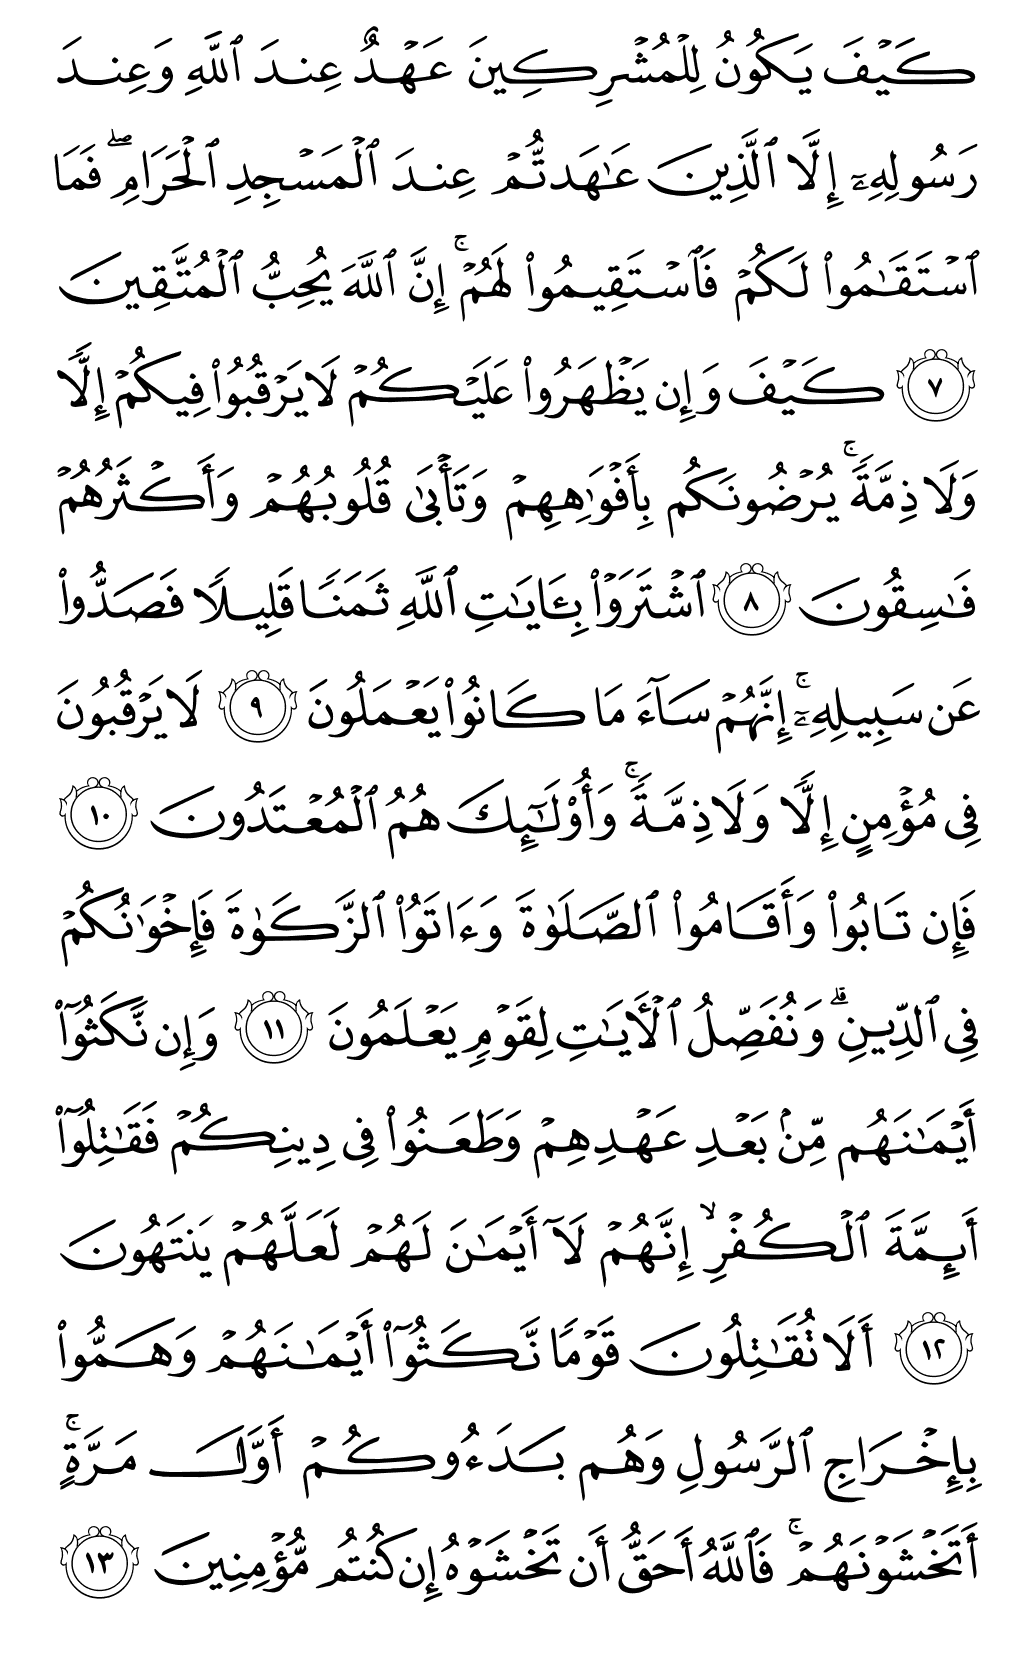 كَيۡفَ يَكُونُ لِلۡمُشۡرِكِينَ عَهۡدٌ عِندَ ٱللَّهِ وَعِندَ
رَسُولِهِۦٓ إِلَّا ٱلَّذِينَ عَٰهَدتُّمۡ عِندَ ٱلۡمَسۡجِدِ ٱلۡحَرَامِۖ فَمَا
ٱسۡتَقَٰمُواْ لَكُمۡ فَٱسۡتَقِيمُواْ لَهُمۡۚ إِنَّ ٱللَّهَ يُحِبُّ ٱلۡمُتَّقِينَ
٧ كَيۡفَ وَإِن يَظۡهَرُواْ عَلَيۡكُمۡ لَا يَرۡقُبُواْ فِيكُمۡ إِلّٗا
وَلَا ذِمَّةٗۚ يُرۡضُونَكُم بِأَفۡوَٰهِهِمۡ وَتَأۡبَىٰ قُلُوبُهُمۡ وَأَكۡثَرُهُمۡ
فَٰسِقُونَ ٨ ٱشۡتَرَوۡاْ بِـَٔايَٰتِ ٱللَّهِ ثَمَنٗا قَلِيلٗا فَصَدُّواْ
عَن سَبِيلِهِۦٓۚ إِنَّهُمۡ سَآءَ مَا كَانُواْ يَعۡمَلُونَ ٩ لَا يَرۡقُبُونَ
فِي مُؤۡمِنٍ إِلّٗا وَلَا ذِمَّةٗۚ وَأُوْلَٰٓئِكَ هُمُ ٱلۡمُعۡتَدُونَ ١٠
فَإِن تَابُواْ وَأَقَامُواْ ٱلصَّلَوٰةَ وَءَاتَوُاْ ٱلزَّكَوٰةَ فَإِخۡوَٰنُكُمۡ
فِي ٱلدِّينِۗ وَنُفَصِّلُ ٱلۡأٓيَٰتِ لِقَوۡمٖ يَعۡلَمُونَ ١١ وَإِن نَّكَثُوٓاْ
أَيۡمَٰنَهُم مِّنۢ بَعۡدِ عَهۡدِهِمۡ وَطَعَنُواْ فِي دِينِكُمۡ فَقَٰتِلُوٓاْ
أَئِمَّةَ ٱلۡكُفۡرِۙ إِنَّهُمۡ لَآ أَيۡمَٰنَ لَهُمۡ لَعَلَّهُمۡ يَنتَهُونَ
١٢ أَلَا تُقَٰتِلُونَ قَوۡمٗا نَّكَثُوٓاْ أَيۡمَٰنَهُمۡ وَهَمُّواْ
بِإِخۡرَاجِ ٱلرَّسُولِ وَهُم بَدَءُوكُمۡ أَوَّلَ مَرَّةٍۚ
أَتَخۡشَوۡنَهُمۡۚ فَٱللَّهُ أَحَقُّ أَن تَخۡشَوۡهُ إِن كُنتُم مُّؤۡمِنِينَ ١٣